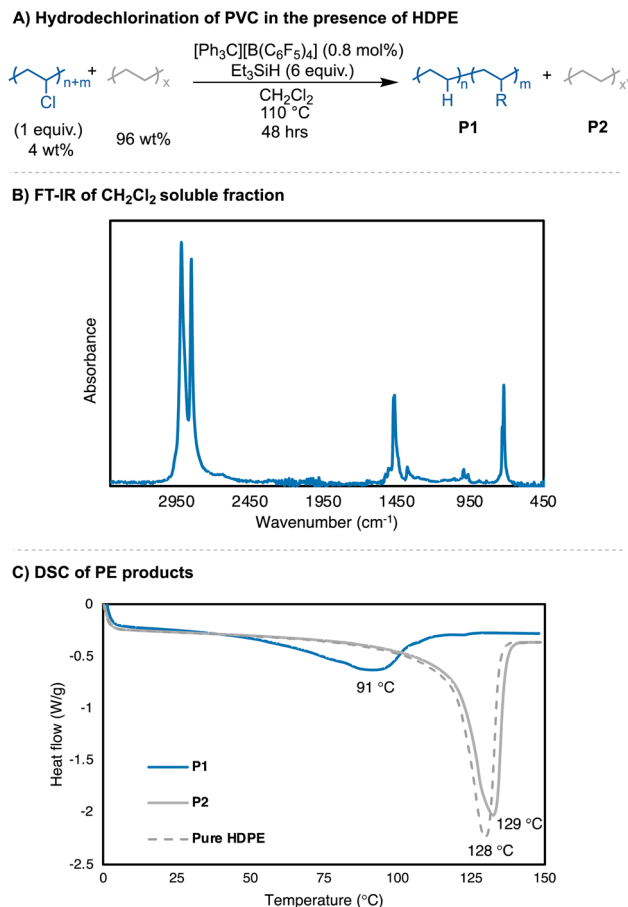 A) Hydrodechlorination of PVC in the presence of HDPE
[Ph₃C][B(C₆F₅)₄] (0.8 mol%)
Et₃SiH (6 equiv.)
CH₂Cl₂
110 °C
48 hrs
n+m
+
x
Cl
(1 equiv.)
4 wt%
96 wt%
n
m
H
R
+
x'
P1
P2
B) FT-IR of CH₂Cl₂ soluble fraction
Absorbance
2950 2450 1950 1450 950 450
Wavenumber (cm⁻¹)
C) DSC of PE products
Heat flow (W/g)
0
-0.5
-1
-1.5
-2
-2.5
91 °C
129 °C
128 °C
P1
P2
Pure HDPE
0 25 50 75 100 125 150
Temperature (°C)